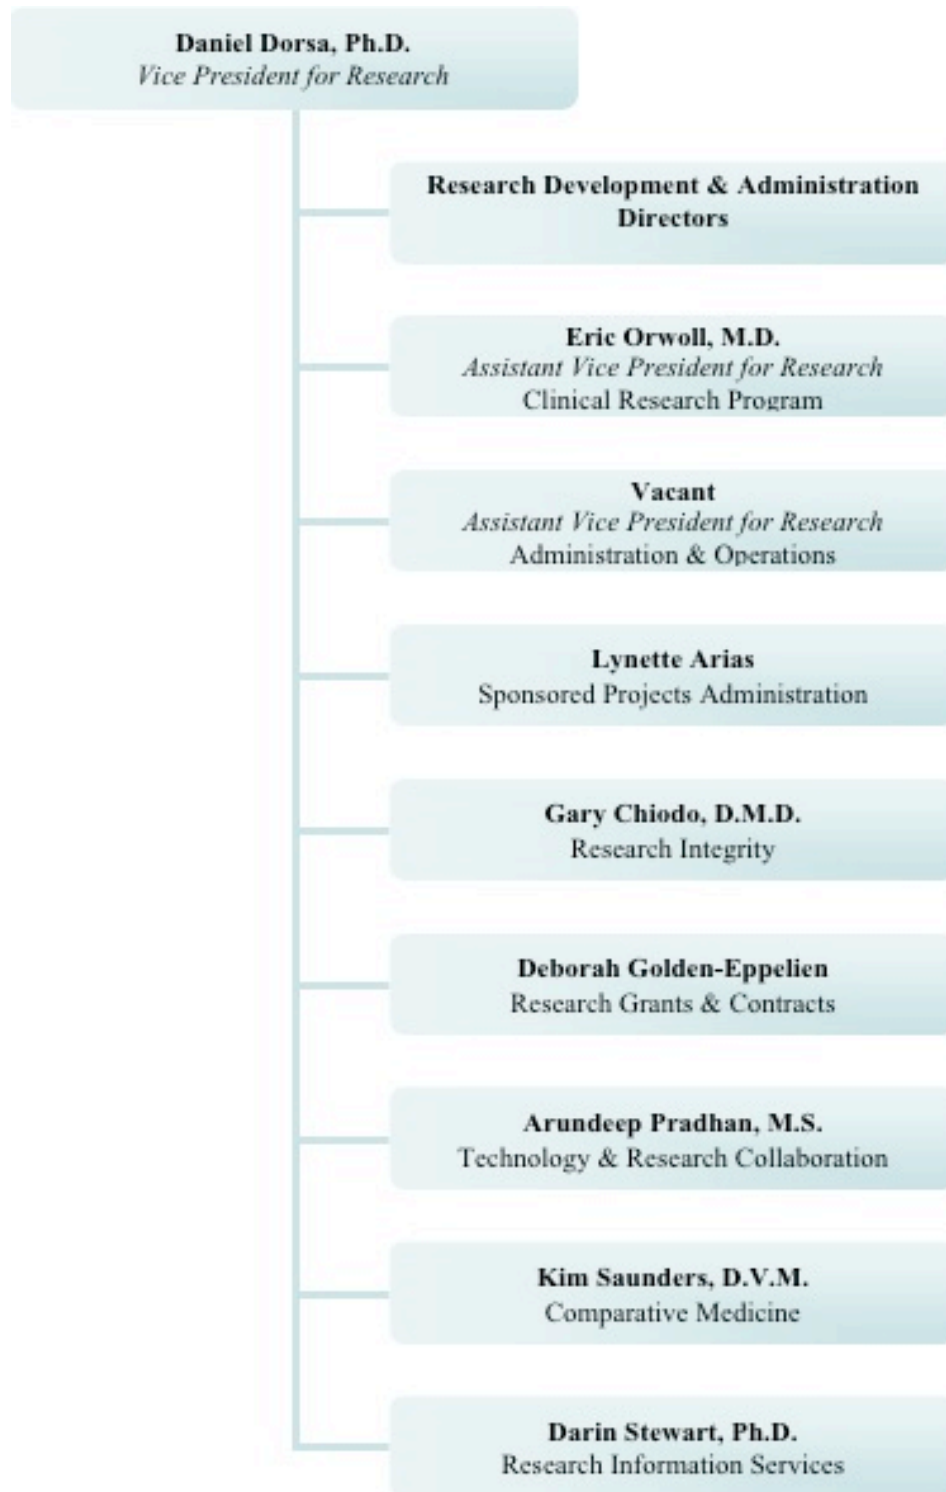 Daniel Dorsa, Ph.D.
Vice President for Research
Research Development & Administration
Directors
Eric Orwoll, M.D.
Assistant Vice President for Research
Clinical Research Program
Vacant
Assistant Vice President for Research
Administration & Operations
Lynette Arias
Sponsored Projects Administration
Gary Chiodo, D.M.D.
Research Integrity
Deborah Golden-Eppelien
Research Grants & Contracts
Arundeep Pradhan, M.S.
Technology & Research Collaboration
Kim Saunders, D.V.M.
Comparative Medicine
Darin Stewart, Ph.D.
Research Information Services